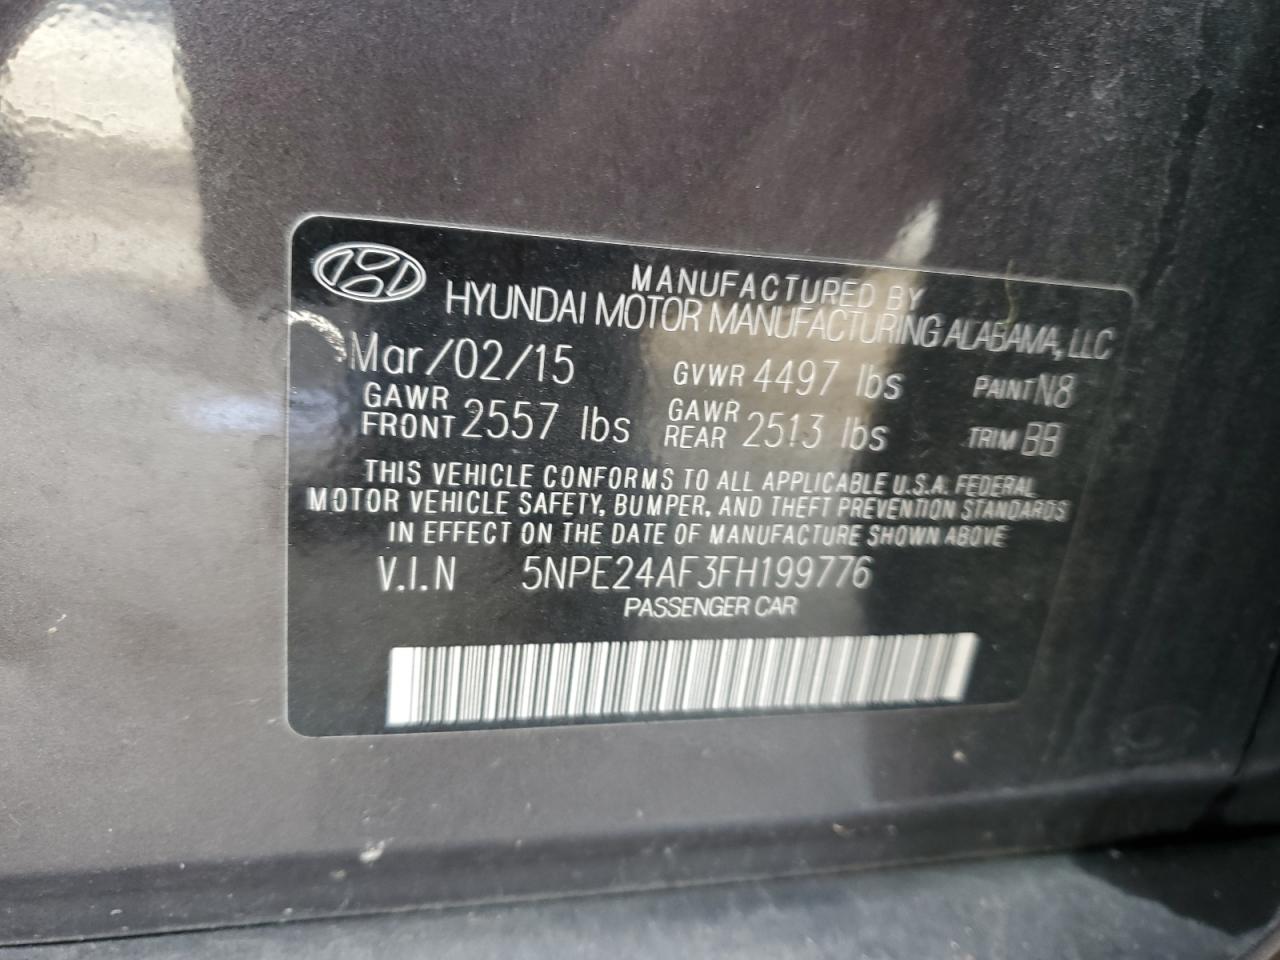 MANUFACTURED BY
HYUNDAI MOTOR MANUFACTURING ALABAMA, LLC
Mar/02/15 GVWR 4497 lbs PAINT N8
GAWR FRONT 2557 lbs GAWR REAR 2513 lbs TRIM BB
THIS VEHICLE CONFORMS TO ALL APPLICABLE U.S.A. FEDERAL
MOTOR VEHICLE SAFETY, BUMPER, AND THEFT PREVENTION STANDARDS
IN EFFECT ON THE DATE OF MANUFACTURE SHOWN ABOVE
V.I.N 5NPE24AF3FH199776
PASSENGER CAR